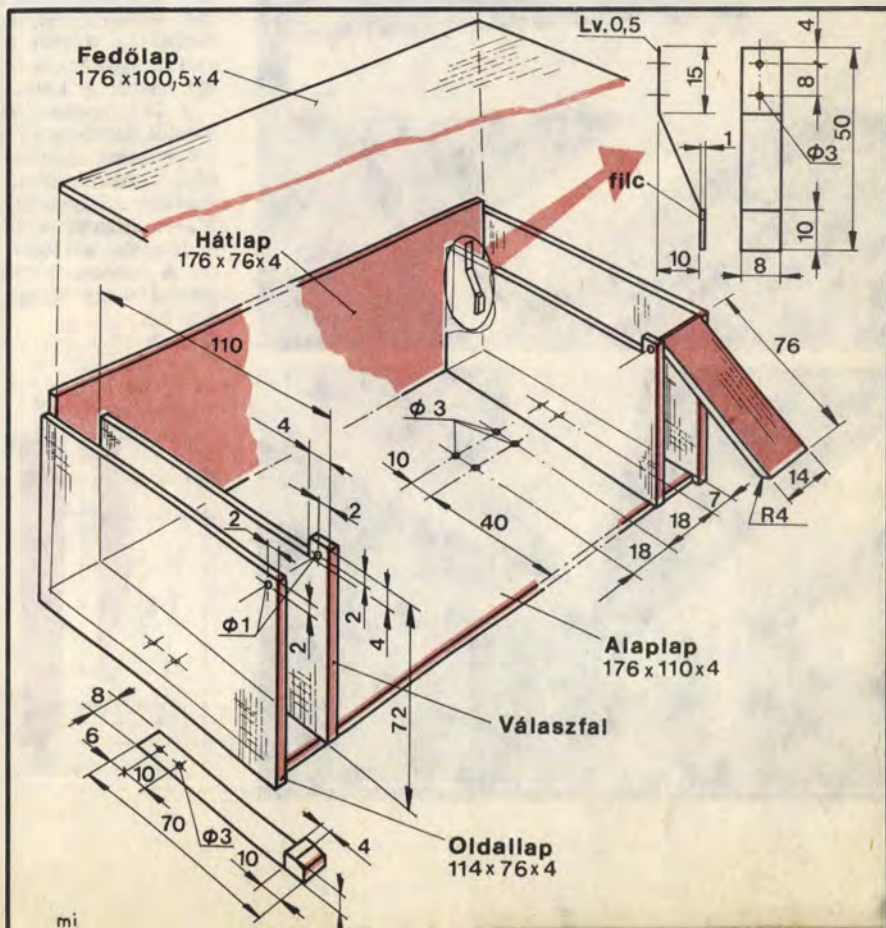 Fedőlap
176 x 100,5 x 4
Lv. 0,5
15
4
8
50
1
ϕ3
filc
10
10
8
Hátlap
176 x 76 x 4
110
76
4
ϕ 3
10
2
40
14
7
R4
18
18
2
ϕ1
2
2
4
Alaplap
176 x 110 x 4
72
Válaszfal
8
6
10
ϕ3
70
4
10
Oldallap
114 x 76 x 4
mi